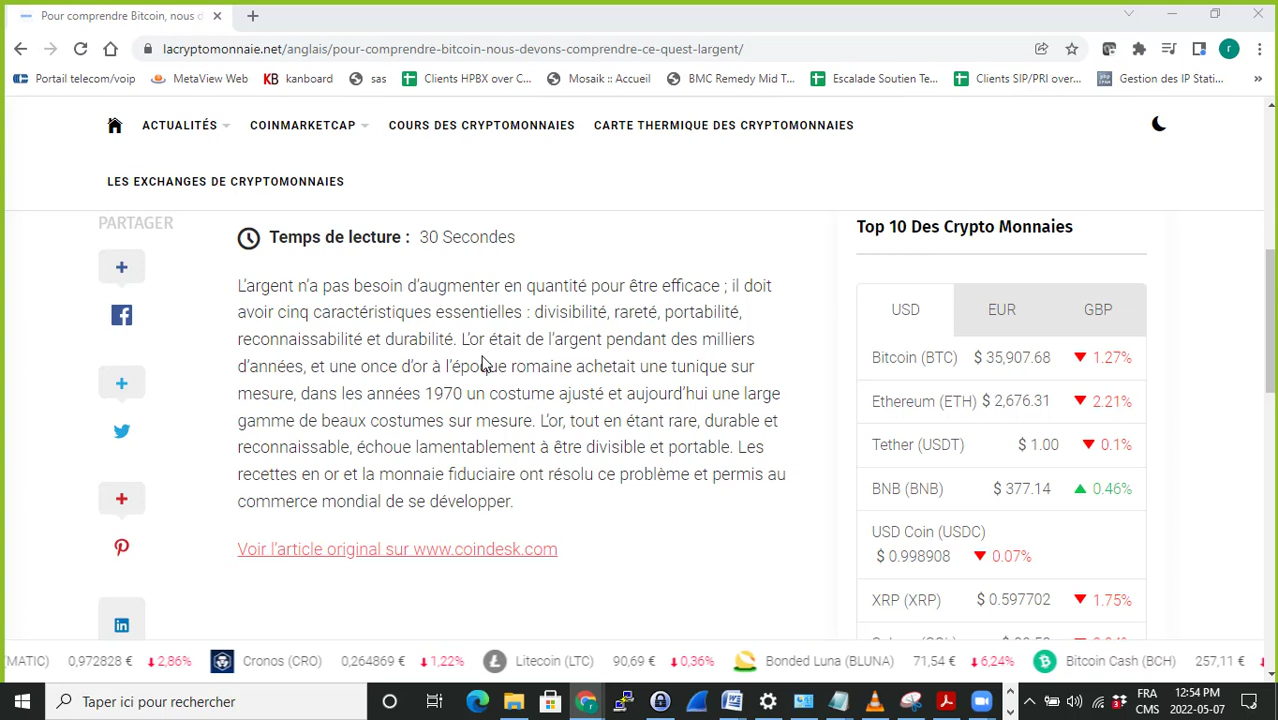 Pour comprendre Bitcoin, nous d
lacryptomonnaie.net/anglais/pour-comprendre-bitcoin-nous-devons-comprendre-ce-quest-largent/
r
Portail telecom/voip MetaView Web KB kanboard sas Clients HPBX over C... Mosaik :: Accueil BMC Remedy Mid T... Escalade Soutien Te... Clients SIP/PRI over... Gestion des IP Stati... »
ACTUALITÉS COINMARKETCAP COURS DES CRYPTOMONNAIES CARTE THERMIQUE DES CRYPTOMONNAIES
LES EXCHANGES DE CRYPTOMONNAIES
PARTAGER
Temps de lecture : 30 Secondes
L'argent n'a pas besoin d'augmenter en quantité pour être efficace ; il doit
avoir cinq caractéristiques essentielles : divisibilité, rareté, portabilité,
reconnaissabilité et durabilité. L'or était de l'argent pendant des milliers
d'années, et une once d'or à l'époque romaine achetait une tunique sur
mesure, dans les années 1970 un costume ajusté et aujourd'hui une large
gamme de beaux costumes sur mesure. L'or, tout en étant rare, durable et
reconnaissable, échoue lamentablement à être divisible et portable. Les
recettes en or et la monnaie fiduciaire ont résolu ce problème et permis au
commerce mondial de se développer.
Voir l'article original sur www.coindesk.com
Top 10 Des Crypto Monnaies
USD EUR GBP
Bitcoin (BTC) $ 35,907.68 ▼ 1.27%
Ethereum (ETH) $ 2,676.31 ▼ 2.21%
Tether (USDT) $ 1.00 ▼ 0.1%
BNB (BNB) $ 377.14 ▲ 0.46%
USD Coin (USDC)
$ 0.998908 ▼ 0.07%
XRP (XRP) $ 0.597702 ▼ 1.75%
(MATIC) 0,972828 € 2,86% Cronos (CRO) 0,264869 € 1,22% Litecoin (LTC) 90,69 € 0,36% Bonded Luna (BLUNA) 71,54 € 6,24% Bitcoin Cash (BCH) 257,11 €
Taper ici pour rechercher
FRA 12:54 PM
CMS 2022-05-07